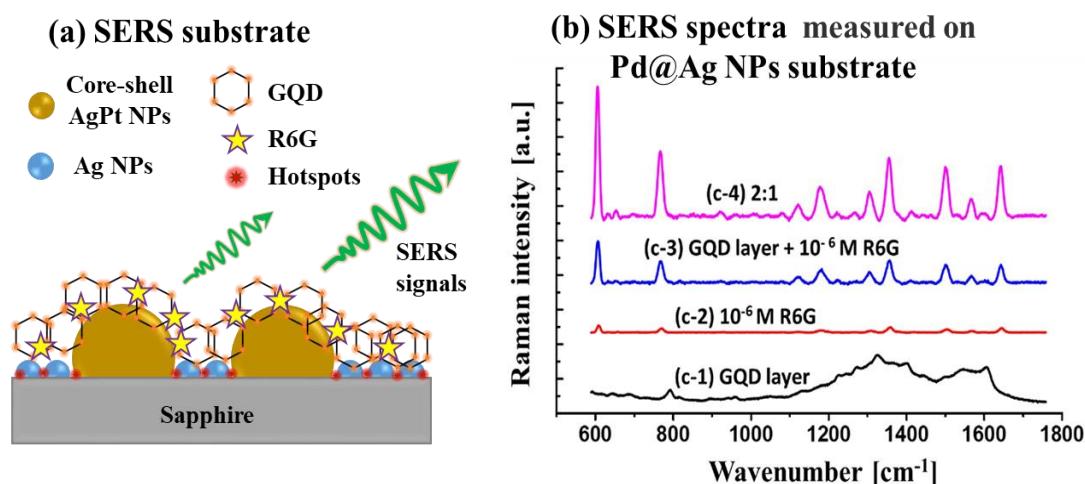 (a) SERS substrate
Core-shell
AgPt NPs
GQD
R6G
Ag NPs
Hotspots
SERS
signals
Sapphire
(b) SERS spectra measured on
Pd@Ag NPs substrate
Raman intensity [a.u.]
(c-4) 2:1
(c-3) GQD layer + 10⁻⁶ M R6G
(c-2) 10⁻⁶ M R6G
(c-1) GQD layer
600 800 1000 1200 1400 1600 1800
Wavenumber [cm⁻¹]